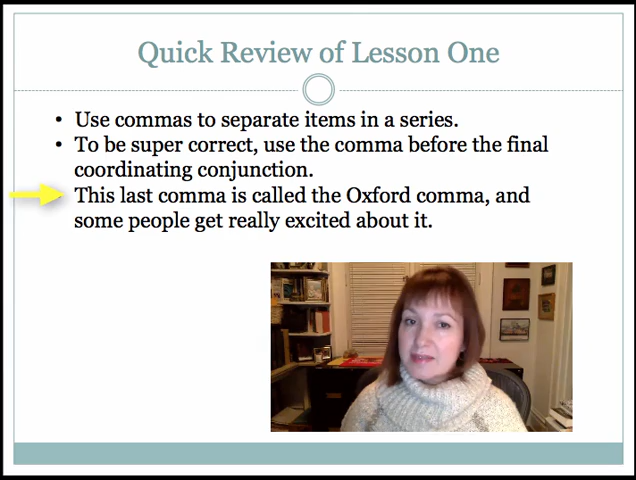 Quick Review of Lesson One
• Use commas to separate items in a series.
• To be super correct, use the comma before the final
coordinating conjunction.
• This last comma is called the Oxford comma, and
some people get really excited about it.